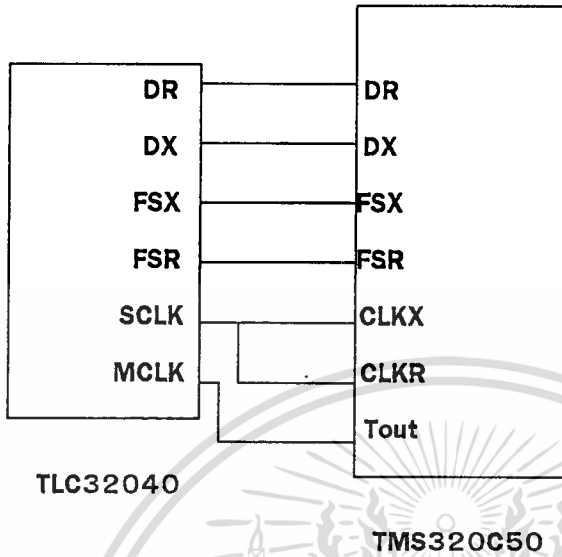 DR DR
DX DX
FSX FSX
FSR FSR
SCLK CLKX
MCLK CLKR
Tout
TLC32040
TMS320C50